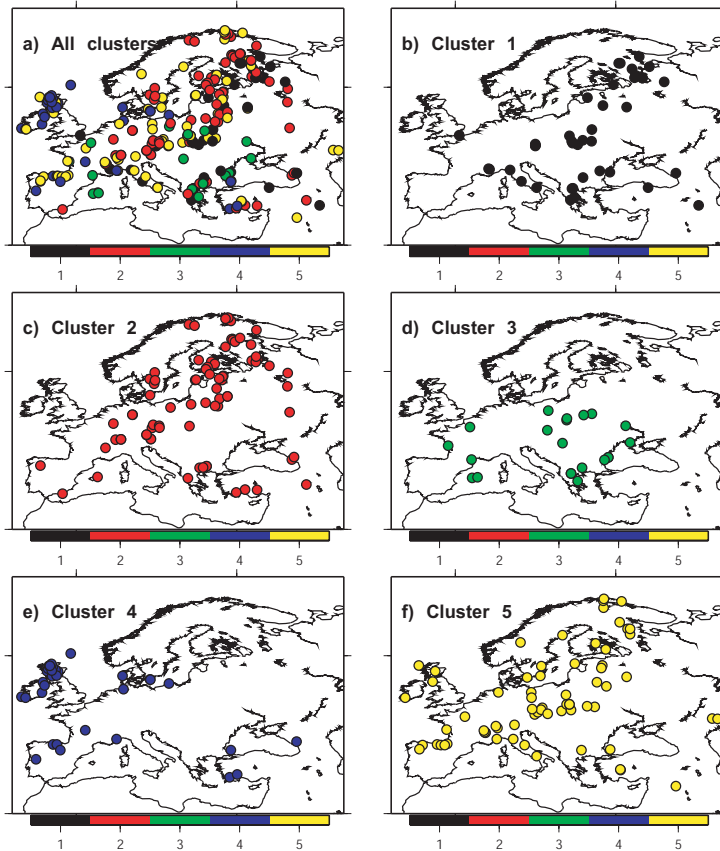 a) All clusters
b) Cluster 1
1 2 3 4 5
1 2 3 4 5
c) Cluster 2
d) Cluster 3
1 2 3 4 5
1 2 3 4 5
e) Cluster 4
f) Cluster 5
1 2 3 4 5
1 2 3 4 5